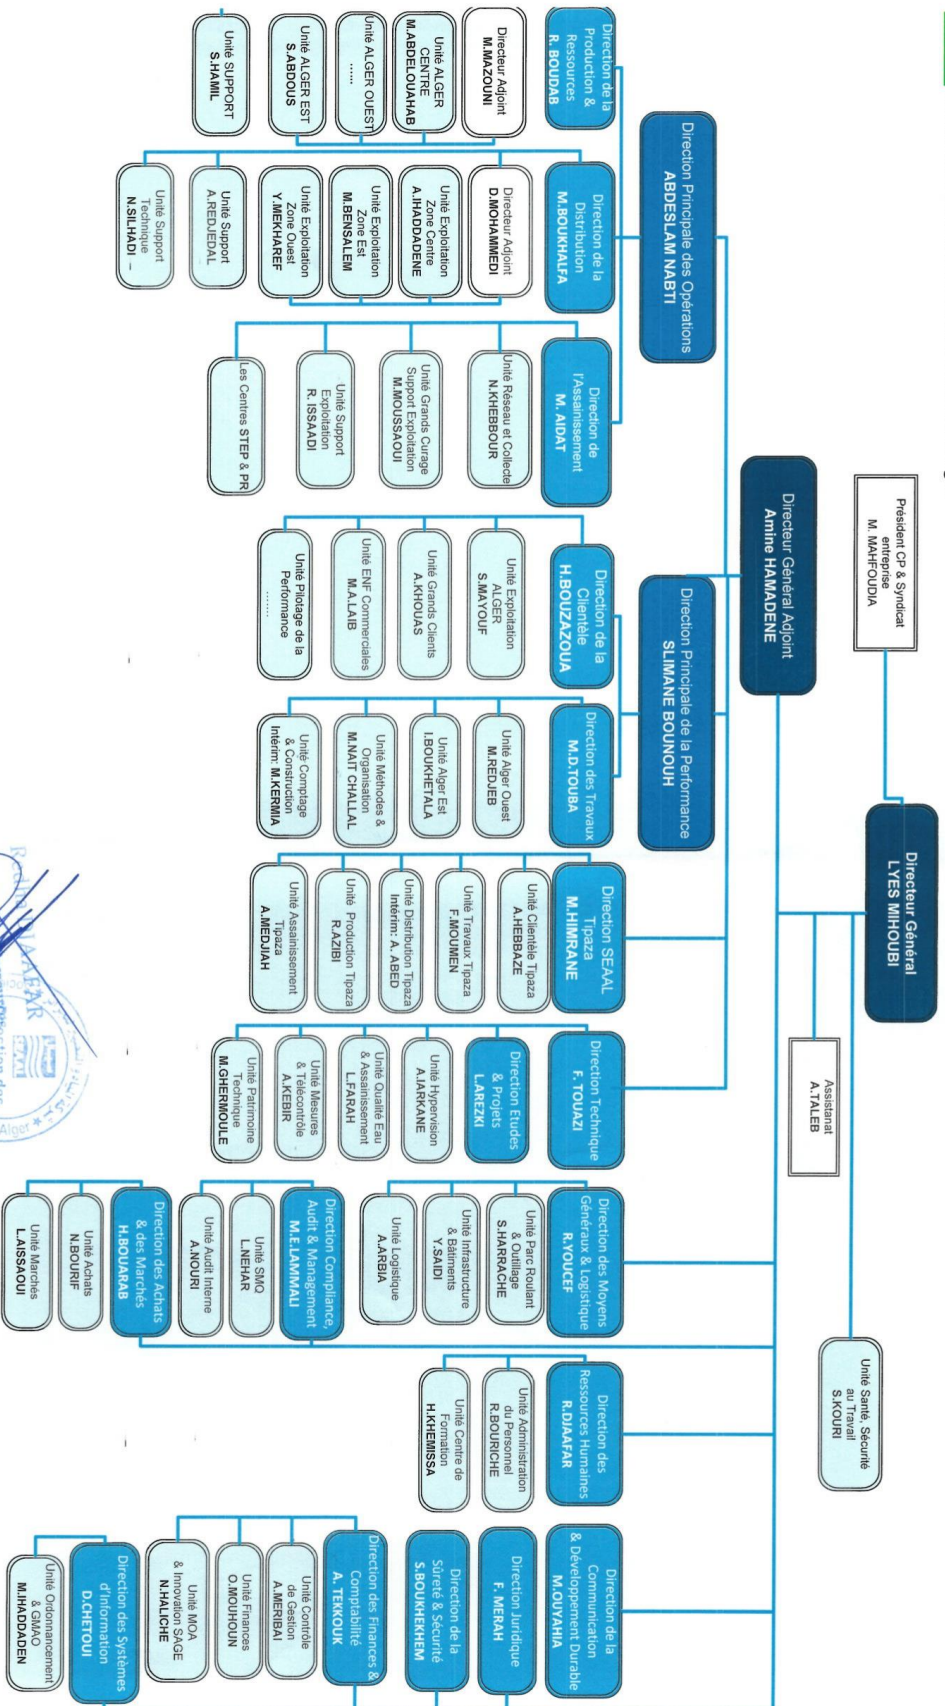 Directeur Général
LYES MIHOUBI
Président CP & Syndicat
entreprise
M. MAHFOUDIA
Assistanat
A.TALEB
Unité Santé, Sécurité
au Travail
S.KOURI
Directeur Général Adjoint
Amine HAMADENE
Direction Principale des Opérations
ABDESLAM NABTI
Direction Principale de la Performance
SLIMANE BOUNOUH
Direction de la
Production &
Ressources
R. BOUDAB
Directeur Adjoint
M.MAZOUNI
Unité ALGER
CENTRE
M.ABDELOUAHAB
Unité ALGER OUEST
......
Unité ALGER EST
S.ABDOUS
Unité SUPPORT
S.HAMIL
Direction de la
Distribution
M.BOUKHALFA
Directeur Adjoint
D.MOHAMMEDI
Unité Exploitation
Zone Centre
A.IHADDADENE
Unité Exploitation
Zone Est
M.BENSALEM
Unité Exploitation
Zone Ouest
Y.MEKHAREF
Unité Support
A.REDJEDAL
Unité Support
Technique
N.SILHADI –
Direction de
l'Assainissement
M. AIDAT
Unité Réseau et Collecte
N.KHEBBOUR
Unité Grands Curage
Support Exploitation
M.MOUSSAOUI
Unité Support
Exploitation
R. ISSAADI
Les Centres STEP & PR
Direction de la
Clientèle
H.BOUZAZOUA
Unité Exploitation
ALGER
S.MAYOUF
Unité Grands Clients
A.KHOUAS
Unité ENF Commerciales
M.A.LAIB
Unité Pilotage de la
Performance
........
Direction des Travaux
M.D.TOUBA
Unité Alger Ouest
M.REDJEB
Unité Alger Est
I.BOUKHETALA
Unité Méthodes &
Organisation
M.NAIT CHALLAL
Unité Comptage
& Construction
Intérim: M.KERMIA
Direction SEAAL
Tipaza
M.HIMRANE
Unité Clientèle Tipaza
A.HEBBAZE
Unité Travaux Tipaza
F.MOUMEN
Unité Distribution Tipaza
Intérim: A. ABED
Unité Production Tipaza
R.AZIBI
Unité Assainissement
Tipaza
A.MEDJIAH
Direction Technique
F. TOUAZI
Direction Etudes
& Projets
L.AREZKI
Unité Hypervision
A.IARKANE
Unité Qualité Eau
& Assainissement
L.FARAH
Unité Mesures
& Télécontrôle
A.KEBIR
Unité Patrimoine
Technique
M.GHERMOULE
Direction des Moyens
Généraux & Logistique
R.YOUCEF
Unité Parc Roulant
& Outillage
S.HARRACHE
Unité Infrastructure
& Bâtiments
Y.SAIDI
Unité Logistique
A.ARBIA
Direction Compliance,
Audit & Management
M.E.LAMMALI
Unité SMQ
L.NEHAR
Unité Audit Interne
A.NOURI
Direction des Achats
& des Marchés
H.BOUARAB
Unité Achats
N.BOURIF
Unité Marchés
L.AISSAOUI
Direction des
Ressources Humaines
R.DJAAFAR
Unité Administration
du Personnel
R.BOURICHE
Unité Centre de
Formation
H.KHEMISSA
Direction de la
Communication
& Développement Durable
M.OUYAHIA
Direction Juridique
F. MERAH
Direction de la
Sûreté & Sécurité
S.BOUKHEKHEM
Direction des Finances &
Comptabilité
A. TEKKOUK
Unité Contrôle
de Gestion
A.MERIBAI
Unité Finances
O.MOUHOUN
Unité MOA
& Innovation SAGE
N.HALICHE
Direction des Systèmes
d'Information
D.CHETOUI
Unité Ordonnancement
& GMAO
M.IHADDADEN
Alger